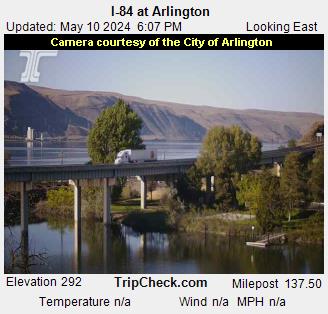 I-84 at Arlington
Updated: May 10 2024 6:07 PM Looking East
Camera courtesy of the City of Arlington
Elevation 292 TripCheck.com Milepost 137.50
Temperature n/a Wind n/a MPH n/a